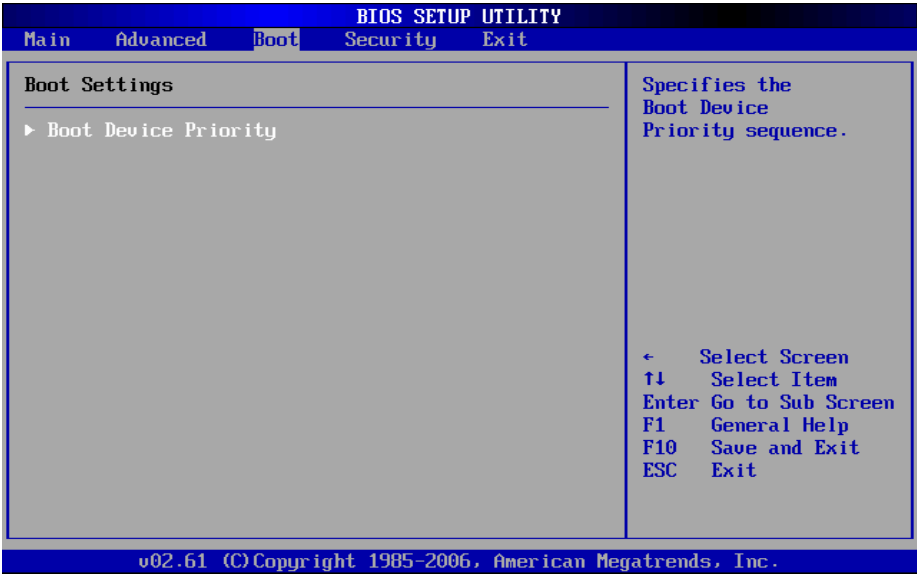 BIOS SETUP UTILITY
Main Advanced Boot Security Exit
Boot Settings
▶ Boot Device Priority
Specifies the
Boot Device
Priority sequence.
← Select Screen
↑↓ Select Item
Enter Go to Sub Screen
F1 General Help
F10 Save and Exit
ESC Exit
v02.61 (C)Copyright 1985-2006, American Megatrends, Inc.